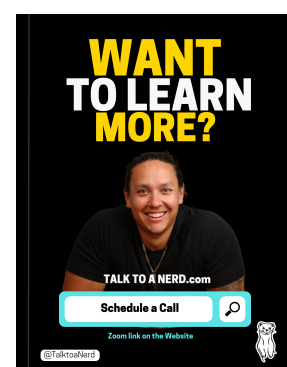 WANT
TO LEARN
MORE?
TALK TO A NERD.com
Schedule a Call
Zoom link on the Website
@TalktoaNerd